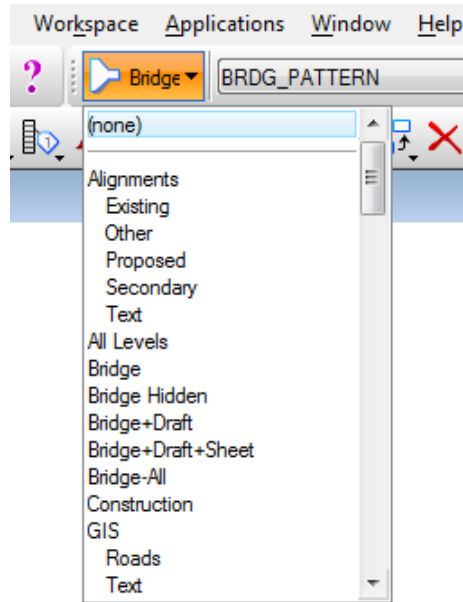 Workspace Applications Window Help
? Bridge BRDG_PATTERN
(none)
Alignments
Existing
Other
Proposed
Secondary
Text
All Levels
Bridge
Bridge Hidden
Bridge+Draft
Bridge+Draft+Sheet
Bridge-All
Construction
GIS
Roads
Text